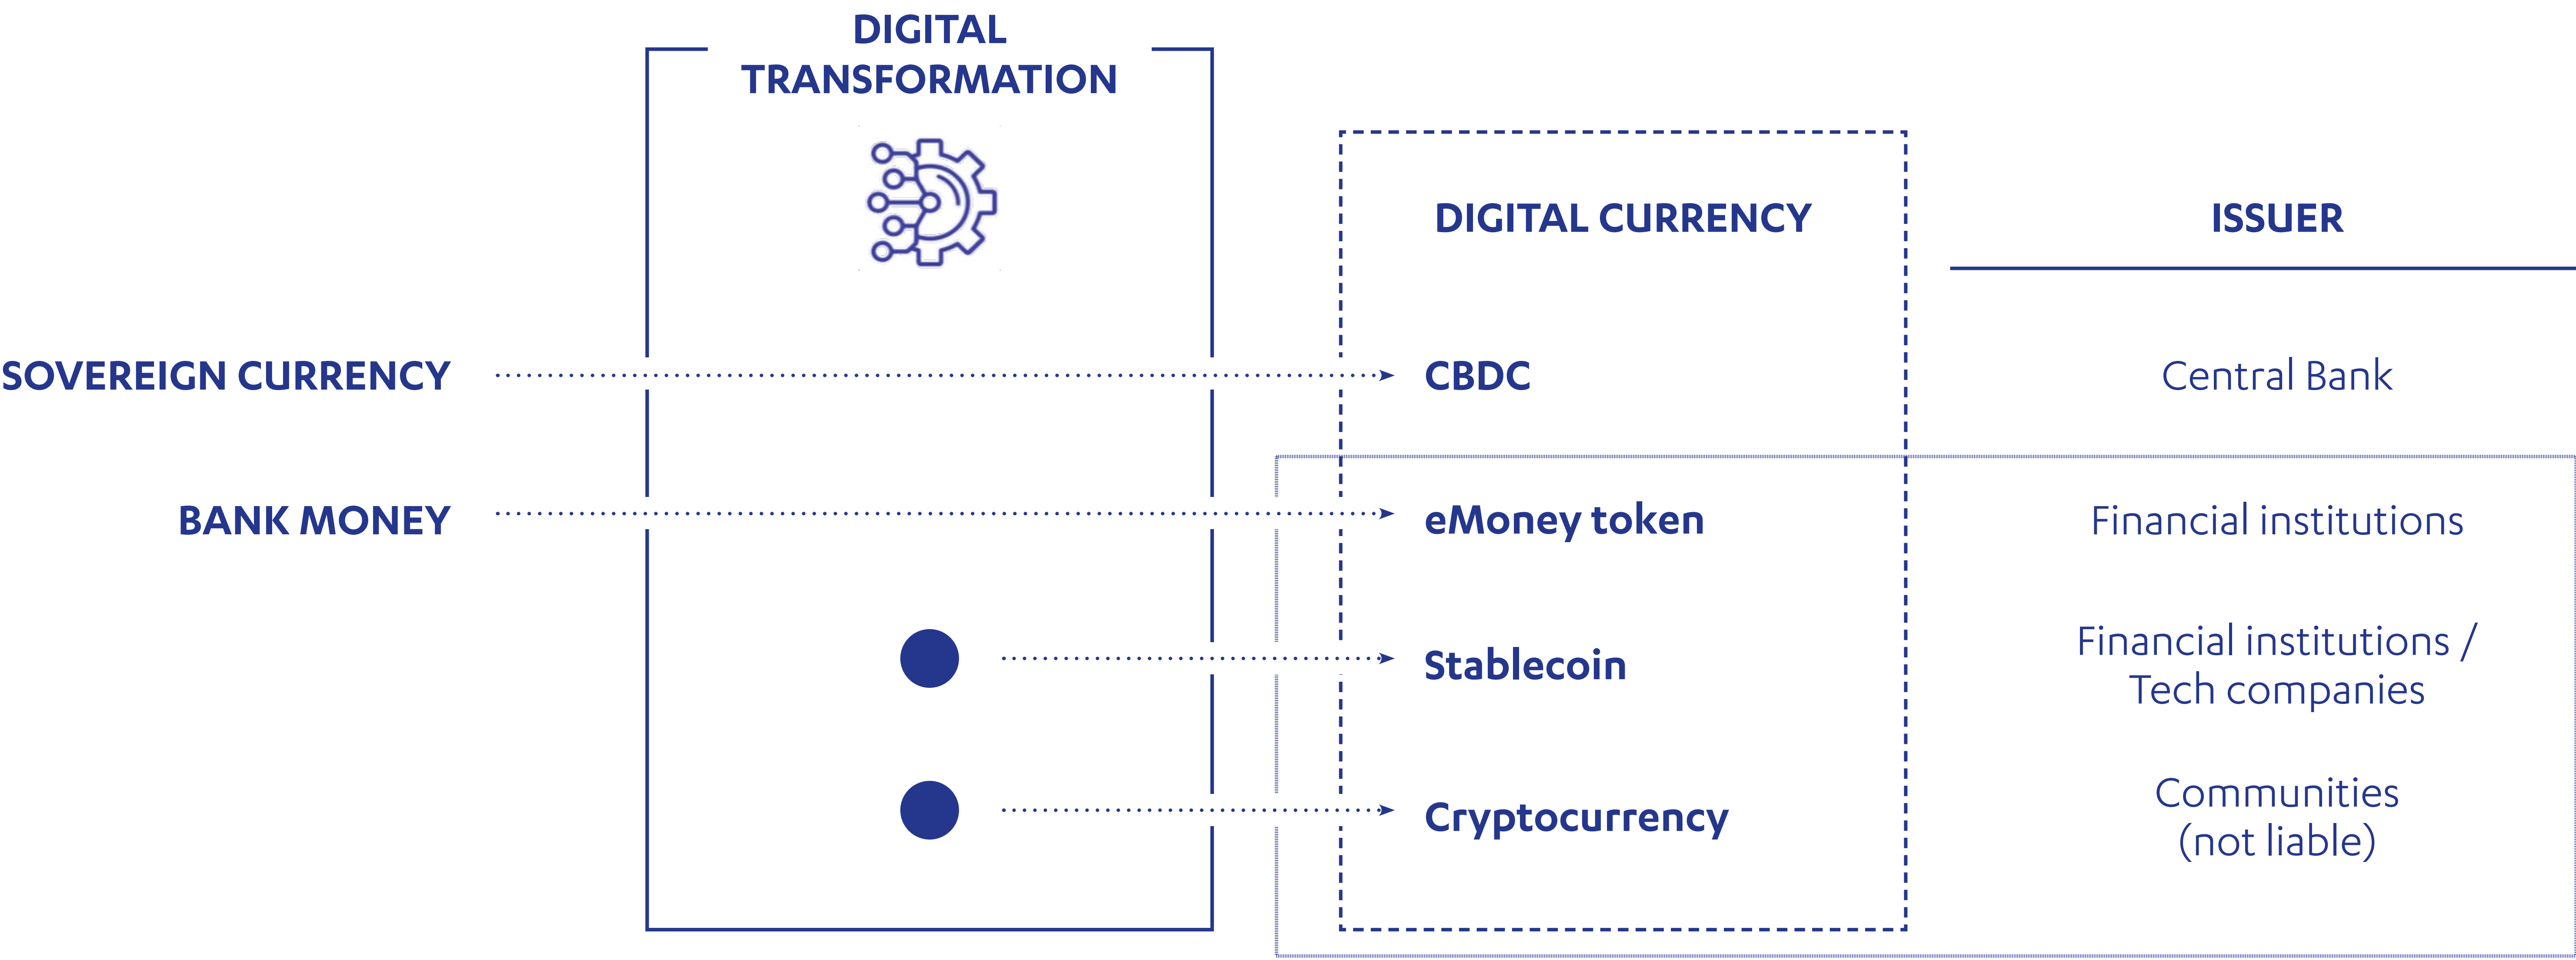 DIGITAL
TRANSFORMATION
DIGITAL CURRENCY
ISSUER
SOVEREIGN CURRENCY
CBDC
Central Bank
BANK MONEY
eMoney token
Financial institutions
Stablecoin
Financial institutions /
Tech companies
Cryptocurrency
Communities
(not liable)